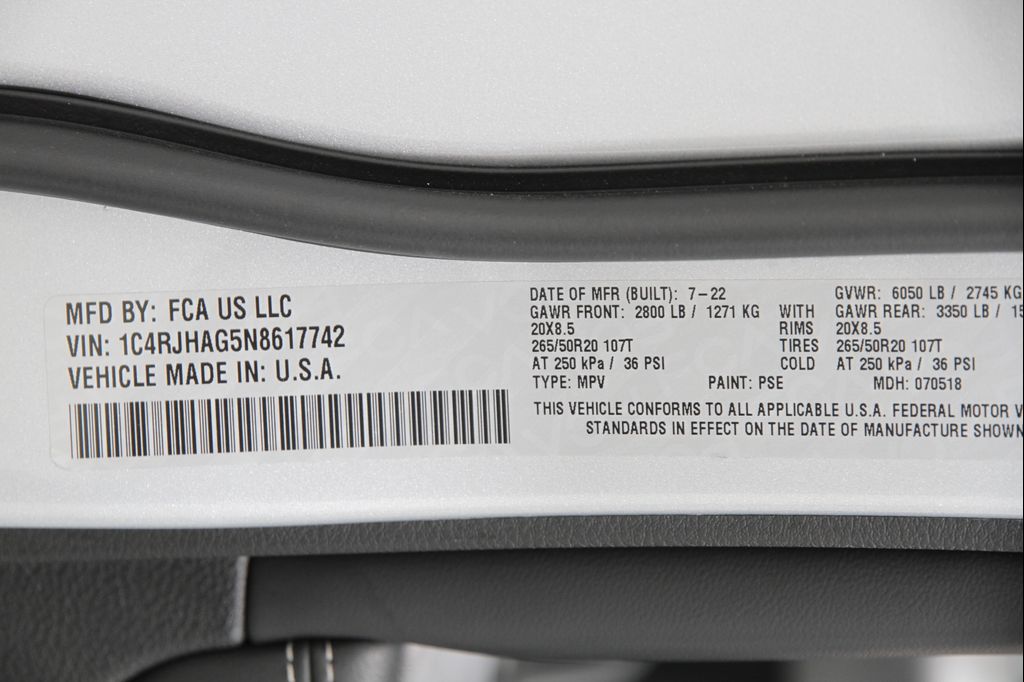 MFD BY: FCA US LLC
VIN: 1C4RJHAG5N8617742
VEHICLE MADE IN: U.S.A.
DATE OF MFR (BUILT): 7-22 GVWR: 6050 LB / 2745 KG
GAWR FRONT: 2800 LB / 1271 KG WITH GAWR REAR: 3350 LB /
20X8.5 RIMS 20X8.5
265/50R20 107T TIRES 265/50R20 107T
AT 250 kPa / 36 PSI COLD AT 250 kPa / 36 PSI
TYPE: MPV PAINT: PSE MDH: 070518
THIS VEHICLE CONFORMS TO ALL APPLICABLE U.S.A. FEDERAL MOTOR
STANDARDS IN EFFECT ON THE DATE OF MANUFACTURE SHOWN